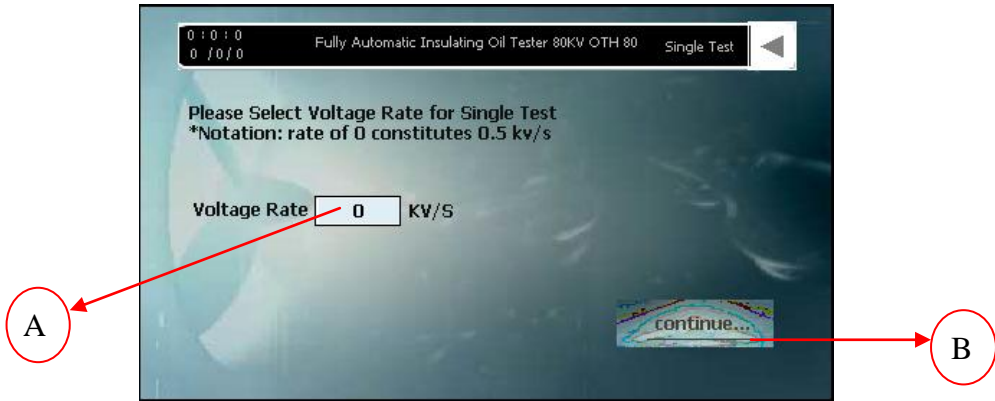 0:0:0
0 /0/0
Fully Automatic Insulating Oil Tester 80KV OTH 80
Single Test
Please Select Voltage Rate for Single Test
*Notation: rate of 0 constitutes 0.5 kv/s
Voltage Rate 0 KV/S
A
continue...
B